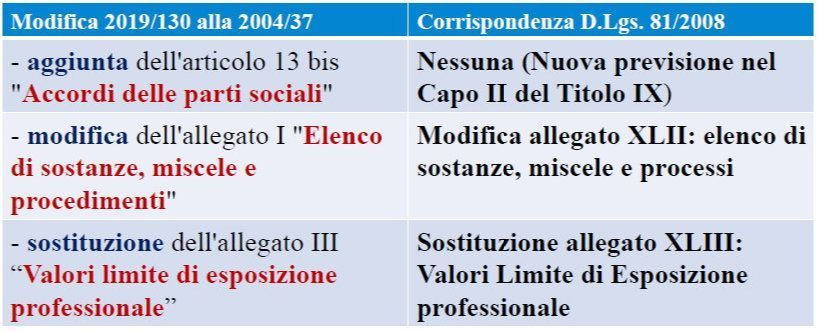 Modifica 2019/130 alla 2004/37
Corrispondenza D.Lgs. 81/2008
- aggiunta dell'articolo 13 bis
"Accordi delle parti sociali"
Nessuna (Nuova previsione nel
Capo II del Titolo IX)
- modifica dell'allegato I "Elenco
di sostanze, miscele e
procedimenti"
Modifica allegato XLII: elenco di
sostanze, miscele e processi
- sostituzione dell'allegato III
“Valori limite di esposizione
professionale”
Sostituzione allegato XLIII:
Valori Limite di Esposizione
professionale